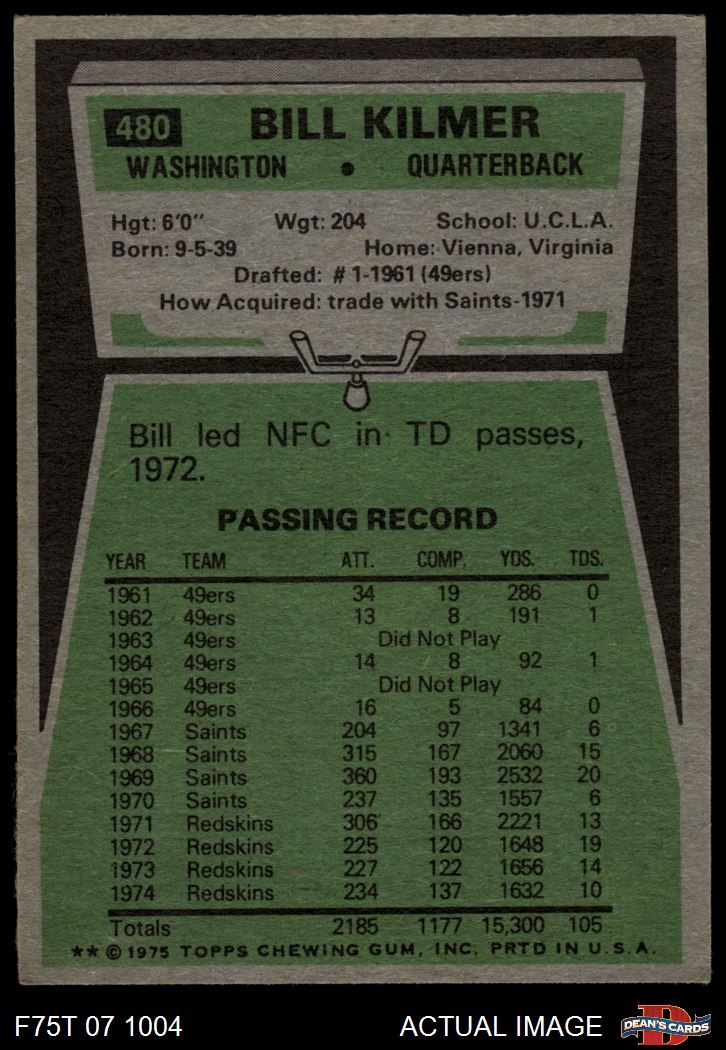 480 BILL KILMER
WASHINGTON • QUARTERBACK
Hgt: 6'0" Wgt: 204 School: U.C.L.A.
Born: 9-5-39 Home: Vienna, Virginia
Drafted: # 1-1961 (49ers)
How Acquired: trade with Saints-1971
Bill led NFC in TD passes,
1972.
PASSING RECORD
YEAR TEAM ATT. COMP. YDS. TDS.
1961 49ers 34 19 286 0
1962 49ers 13 8 191 1
1963 49ers Did Not Play
1964 49ers 14 8 92 1
1965 49ers Did Not Play
1966 49ers 16 5 84 0
1967 Saints 204 97 1341 6
1968 Saints 315 167 2060 15
1969 Saints 360 193 2532 20
1970 Saints 237 135 1557 6
1971 Redskins 306 166 2221 13
1972 Redskins 225 120 1648 19
1973 Redskins 227 122 1656 14
1974 Redskins 234 137 1632 10
Totals 2185 1177 15,300 105
** © 1975 TOPPS CHEWING GUM, INC. PRTD IN U.S.A.
F75T 07 1004 ACTUAL IMAGE D DEAN'S CARDS